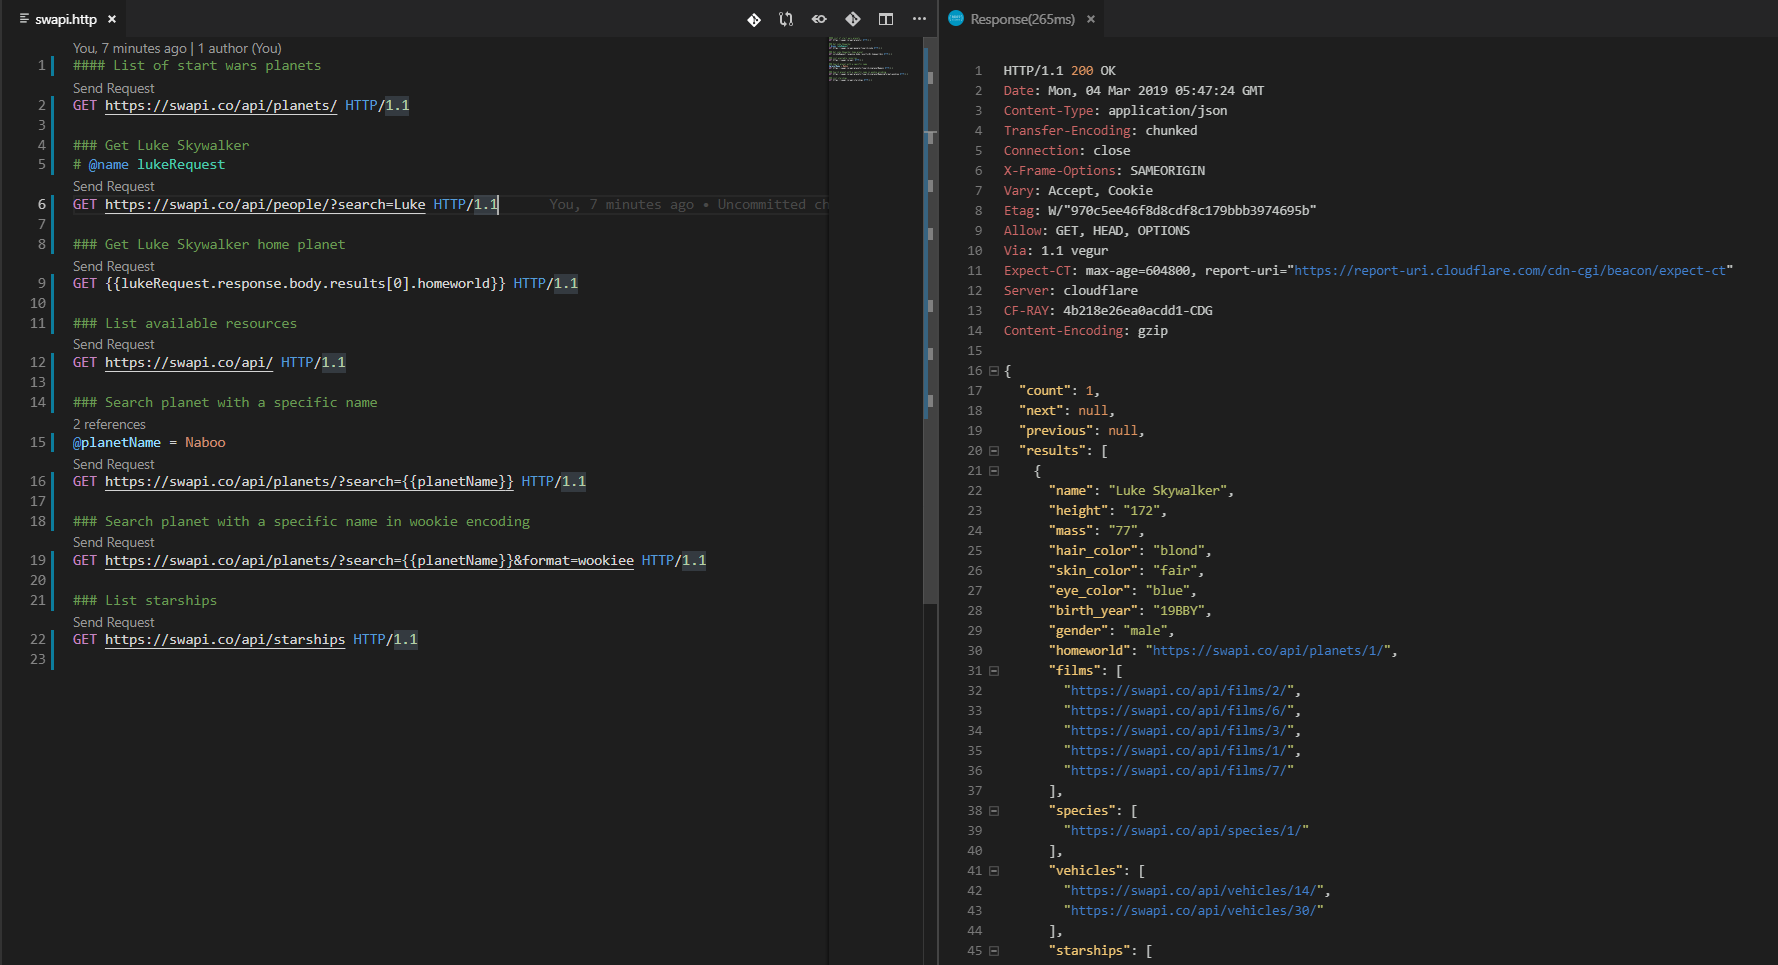 swapi.http
You, 7 minutes ago | 1 author (You)
1 #### List of start wars planets
Send Request
2 GET https://swapi.co/api/planets/ HTTP/1.1
3
4 ### Get Luke Skywalker
5 # @name lukeRequest
Send Request
6 GET https://swapi.co/api/people/?search=Luke HTTP/1.1 You, 7 minutes ago • Uncommitted ch
7
8 ### Get Luke Skywalker home planet
Send Request
9 GET {{lukeRequest.response.body.results[0].homeworld}} HTTP/1.1
10
11 ### List available resources
Send Request
12 GET https://swapi.co/api/ HTTP/1.1
13
14 ### Search planet with a specific name
2 references
15 @planetName = Naboo
Send Request
16 GET https://swapi.co/api/planets/?search={{planetName}} HTTP/1.1
17
18 ### Search planet with a specific name in wookie encoding
Send Request
19 GET https://swapi.co/api/planets/?search={{planetName}}&format=wookiee HTTP/1.1
20
21 ### List starships
Send Request
22 GET https://swapi.co/api/starships HTTP/1.1
23
Response(265ms)
1 HTTP/1.1 200 OK
2 Date: Mon, 04 Mar 2019 05:47:24 GMT
3 Content-Type: application/json
4 Transfer-Encoding: chunked
5 Connection: close
6 X-Frame-Options: SAMEORIGIN
7 Vary: Accept, Cookie
8 Etag: W/"970c5ee46f8d8cdf8c179bbb3974695b"
9 Allow: GET, HEAD, OPTIONS
10 Via: 1.1 vegur
11 Expect-CT: max-age=604800, report-uri="https://report-uri.cloudflare.com/cdn-cgi/beacon/expect-ct"
12 Server: cloudflare
13 CF-RAY: 4b218e26ea0acdd1-CDG
14 Content-Encoding: gzip
15
16 {
17 "count": 1,
18 "next": null,
19 "previous": null,
20 "results": [
21 {
22 "name": "Luke Skywalker",
23 "height": "172",
24 "mass": "77",
25 "hair_color": "blond",
26 "skin_color": "fair",
27 "eye_color": "blue",
28 "birth_year": "19BBY",
29 "gender": "male",
30 "homeworld": "https://swapi.co/api/planets/1/",
31 "films": [
32 "https://swapi.co/api/films/2/",
33 "https://swapi.co/api/films/6/",
34 "https://swapi.co/api/films/3/",
35 "https://swapi.co/api/films/1/",
36 "https://swapi.co/api/films/7/"
37 ],
38 "species": [
39 "https://swapi.co/api/species/1/"
40 ],
41 "vehicles": [
42 "https://swapi.co/api/vehicles/14/",
43 "https://swapi.co/api/vehicles/30/"
44 ],
45 "starships": [